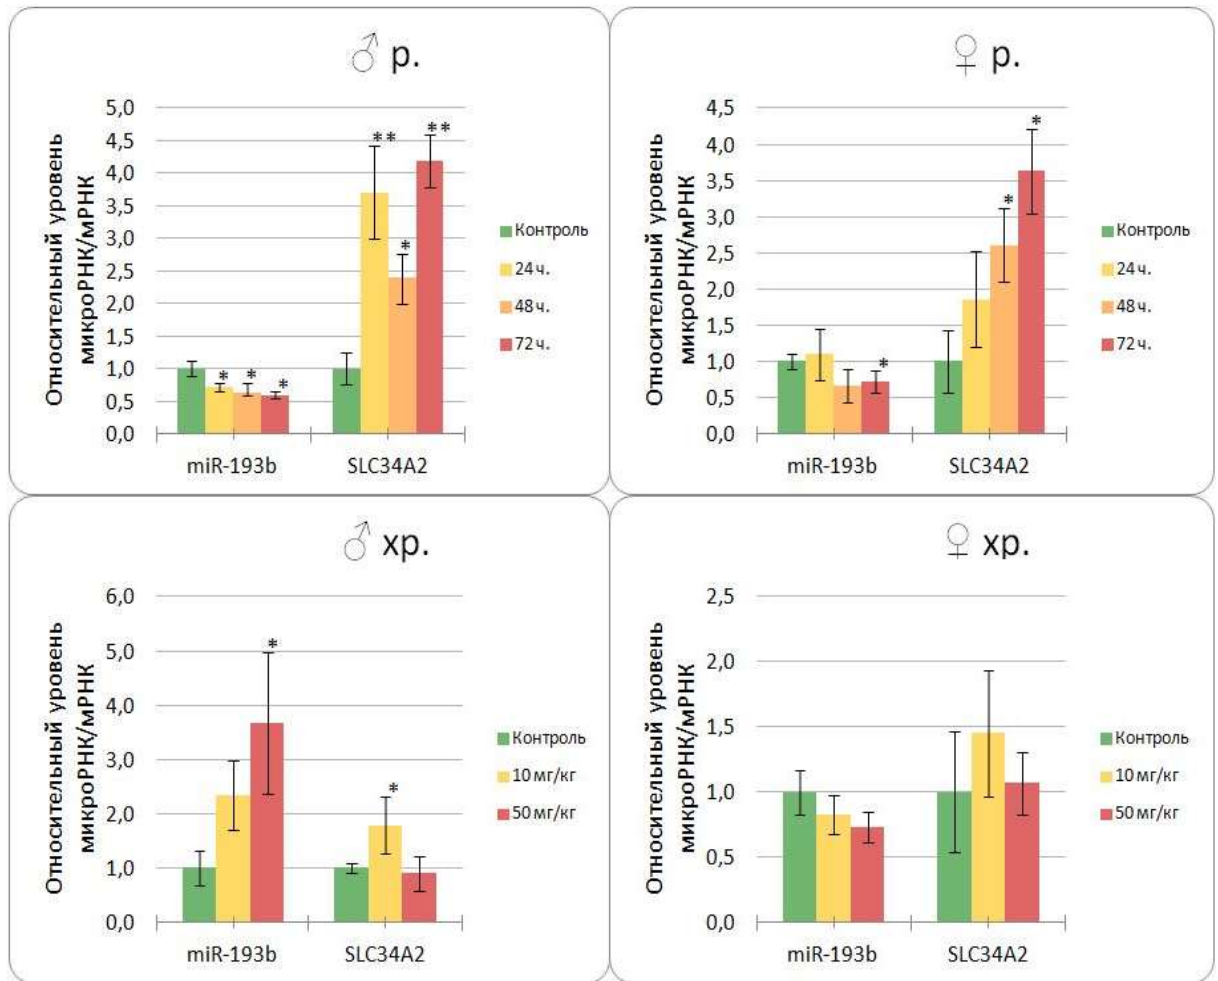 ♂ р.
Относительный уровень
микроРНК/мРНК
5,0
4,5
4,0
3,5
3,0
2,5
2,0
1,5
1,0
0,5
0,0
* * * ** * **
miR-193b SLC34A2
Контроль
24 ч.
48 ч.
72 ч.
♀ р.
Относительный уровень
микроРНК/мРНК
4,5
4,0
3,5
3,0
2,5
2,0
1,5
1,0
0,5
0,0
* * *
miR-193b SLC34A2
Контроль
24 ч.
48 ч.
72 ч.
♂ хр.
Относительный уровень
микроРНК/мРНК
6,0
5,0
4,0
3,0
2,0
1,0
0,0
* *
miR-193b SLC34A2
Контроль
10 мг/кг
50 мг/кг
♀ хр.
Относительный уровень
микроРНК/мРНК
2,5
2,0
1,5
1,0
0,5
0,0
miR-193b SLC34A2
Контроль
10 мг/кг
50 мг/кг